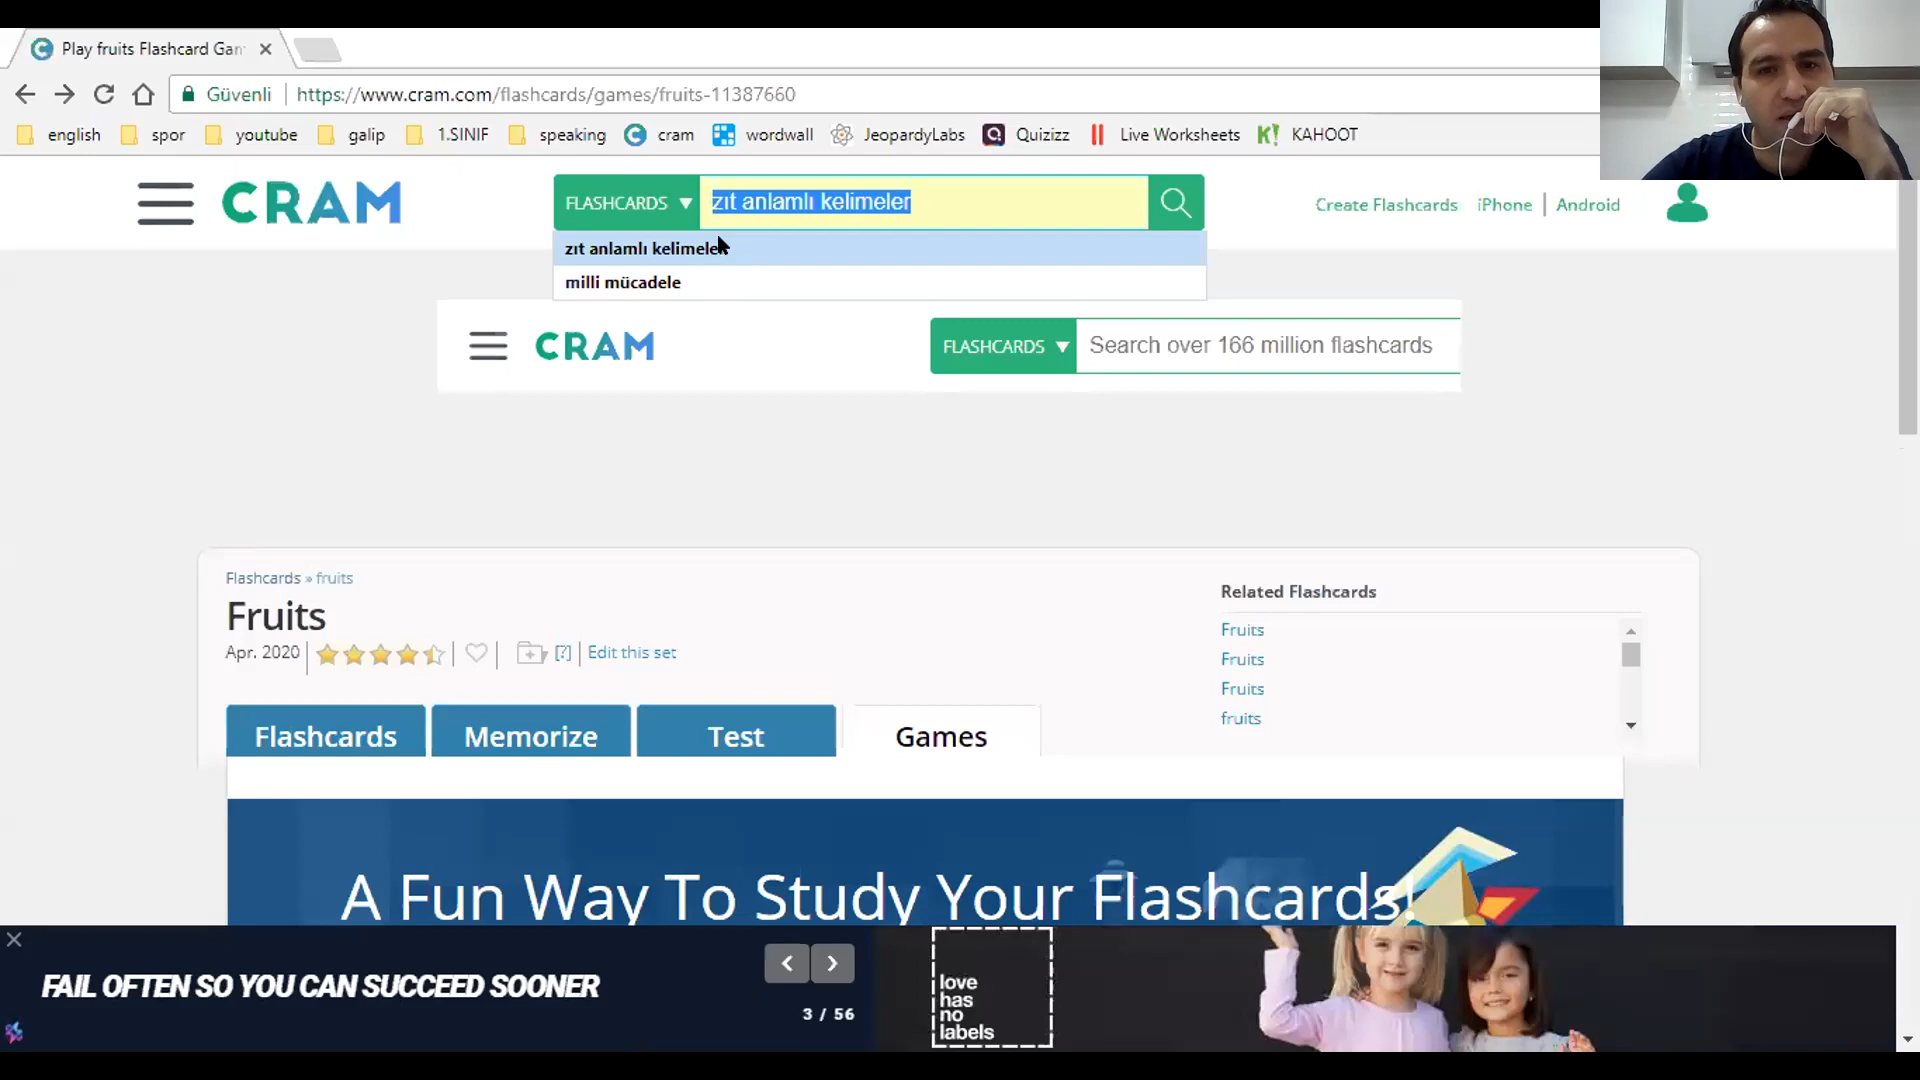 Play fruits Flashcard Gam
Güvenli https://www.cram.com/flashcards/games/fruits-11387660
english spor youtube galip 1.SINIF speaking cram wordwall JeopardyLabs Quizizz Live Worksheets KAHOOT
CRAM FLASHCARDS zıt anlamlı kelimeler Create Flashcards iPhone Android
zıt anlamlı kelimeler
milli mücadele
CRAM FLASHCARDS Search over 166 million flashcards
Flashcards » fruits
Fruits
Apr. 2020 [?] Edit this set
Related Flashcards
Fruits
Fruits
Fruits
fruits
Flashcards Memorize Test Games
A Fun Way To Study Your Flashcards!
FAIL OFTEN SO YOU CAN SUCCEED SOONER
3 / 56
love
has
no
labels